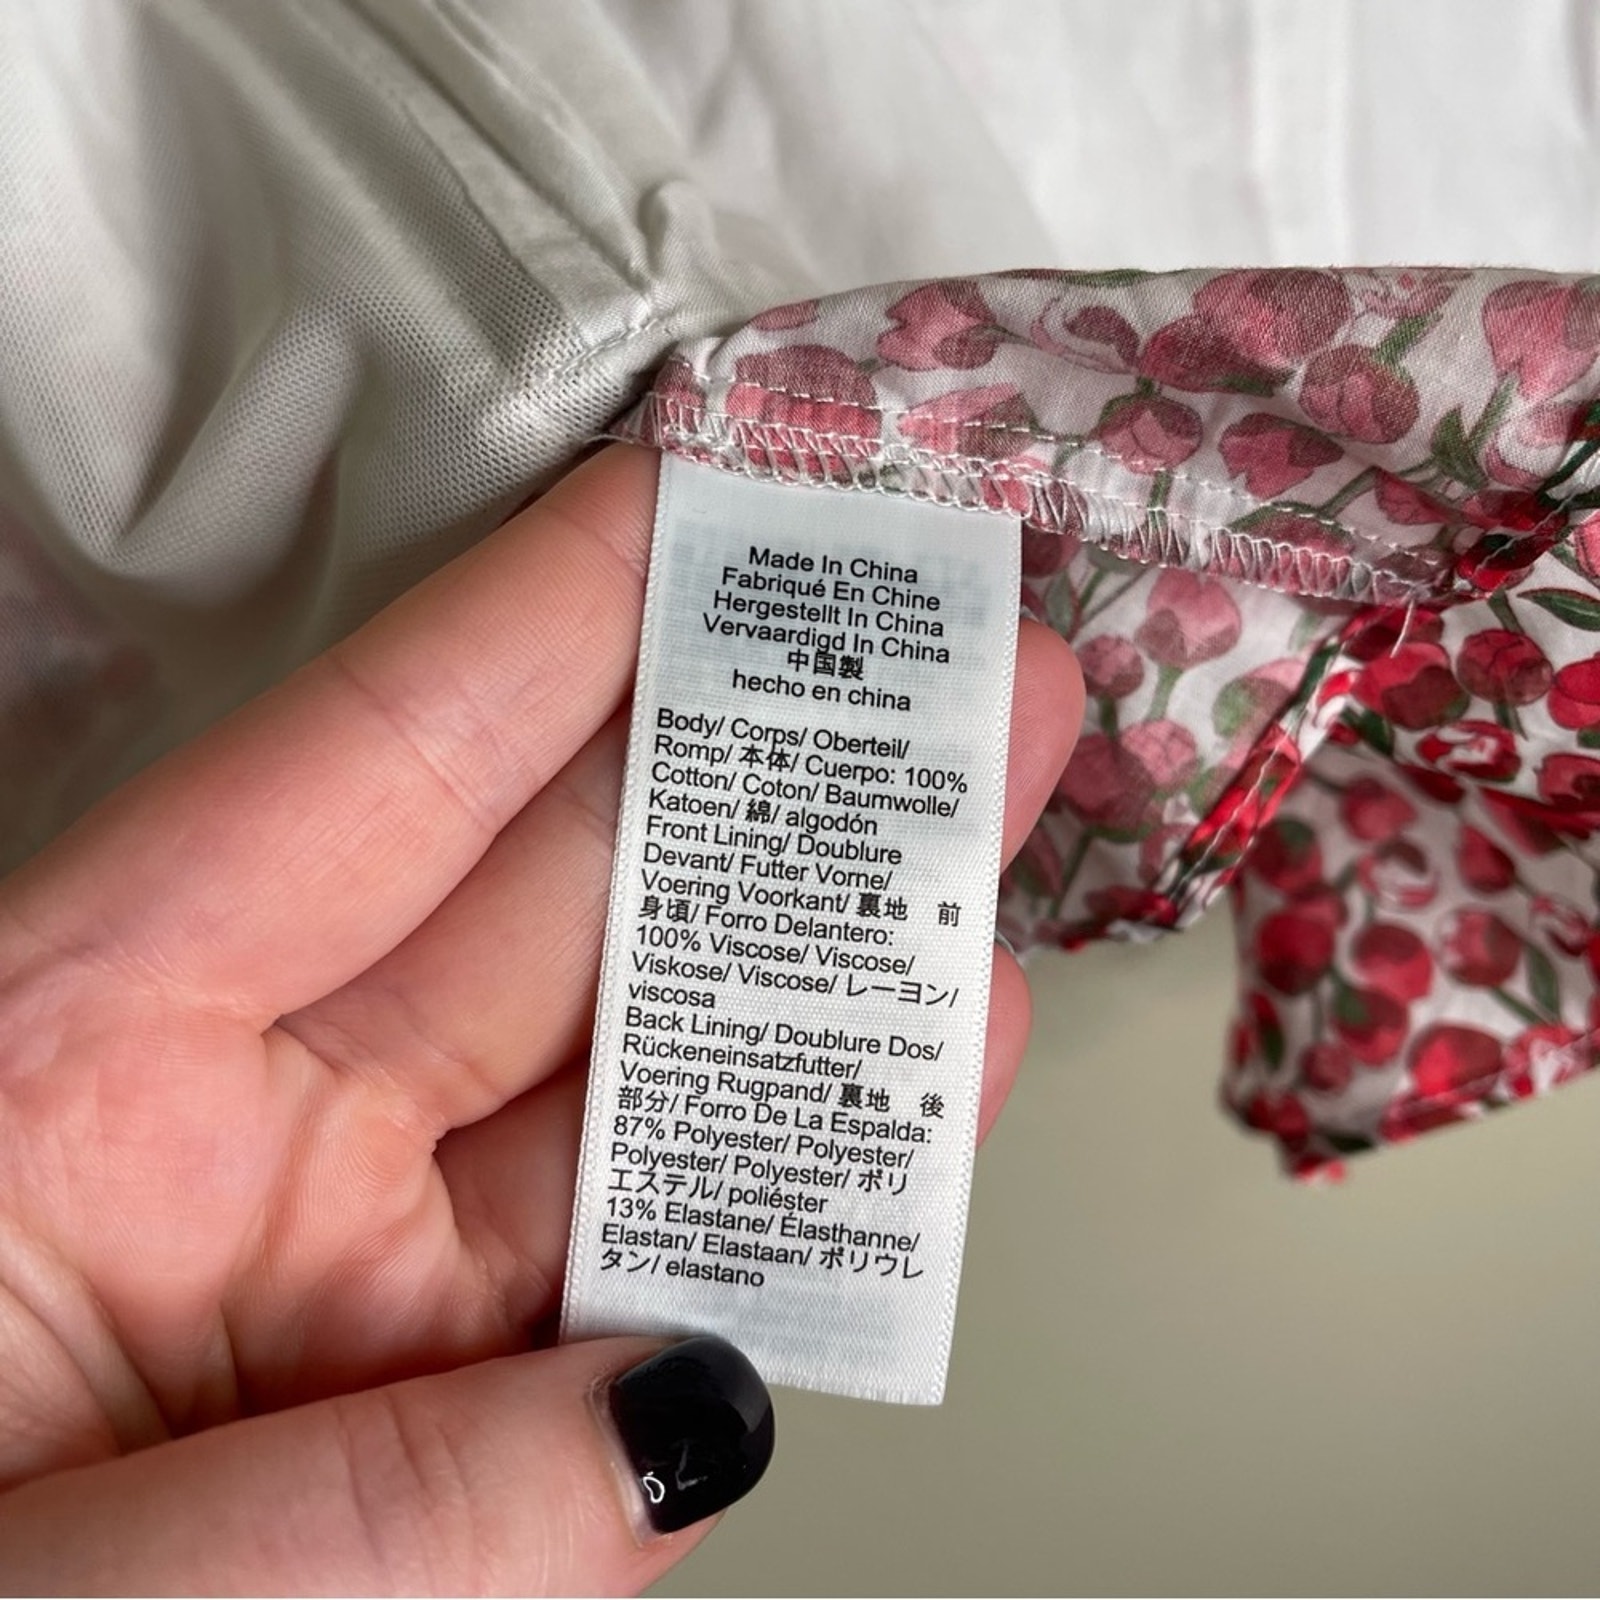 Made In China
Fabriqué En Chine
Hergestellt In China
Vervaardigd In China
中国製
hecho en china
Body/ Corps/ Oberteil/
Romp/ 本体/ Cuerpo: 100%
Cotton/ Coton/ Baumwolle/
Katoen/ 綿/ algodón
Front Lining/ Doublure
Devant/ Futter Vorne/
Voering Voorkant/ 裏地 前
身頃/ Forro Delantero:
100% Viscose/ Viscose/
Viskose/ Viscose/ レーヨン/
viscosa
Back Lining/ Doublure Dos/
Rückeneinsatzfutter/
Voering Rugpand/ 裏地 後
部分/ Forro De La Espalda:
87% Polyester/ Polyester/
Polyester/ Polyester/ ポリ
エステル/ poliéster
13% Elastane/ Élasthanne/
Elastan/ Elastaan/ ポリウレ
タン/ elastano